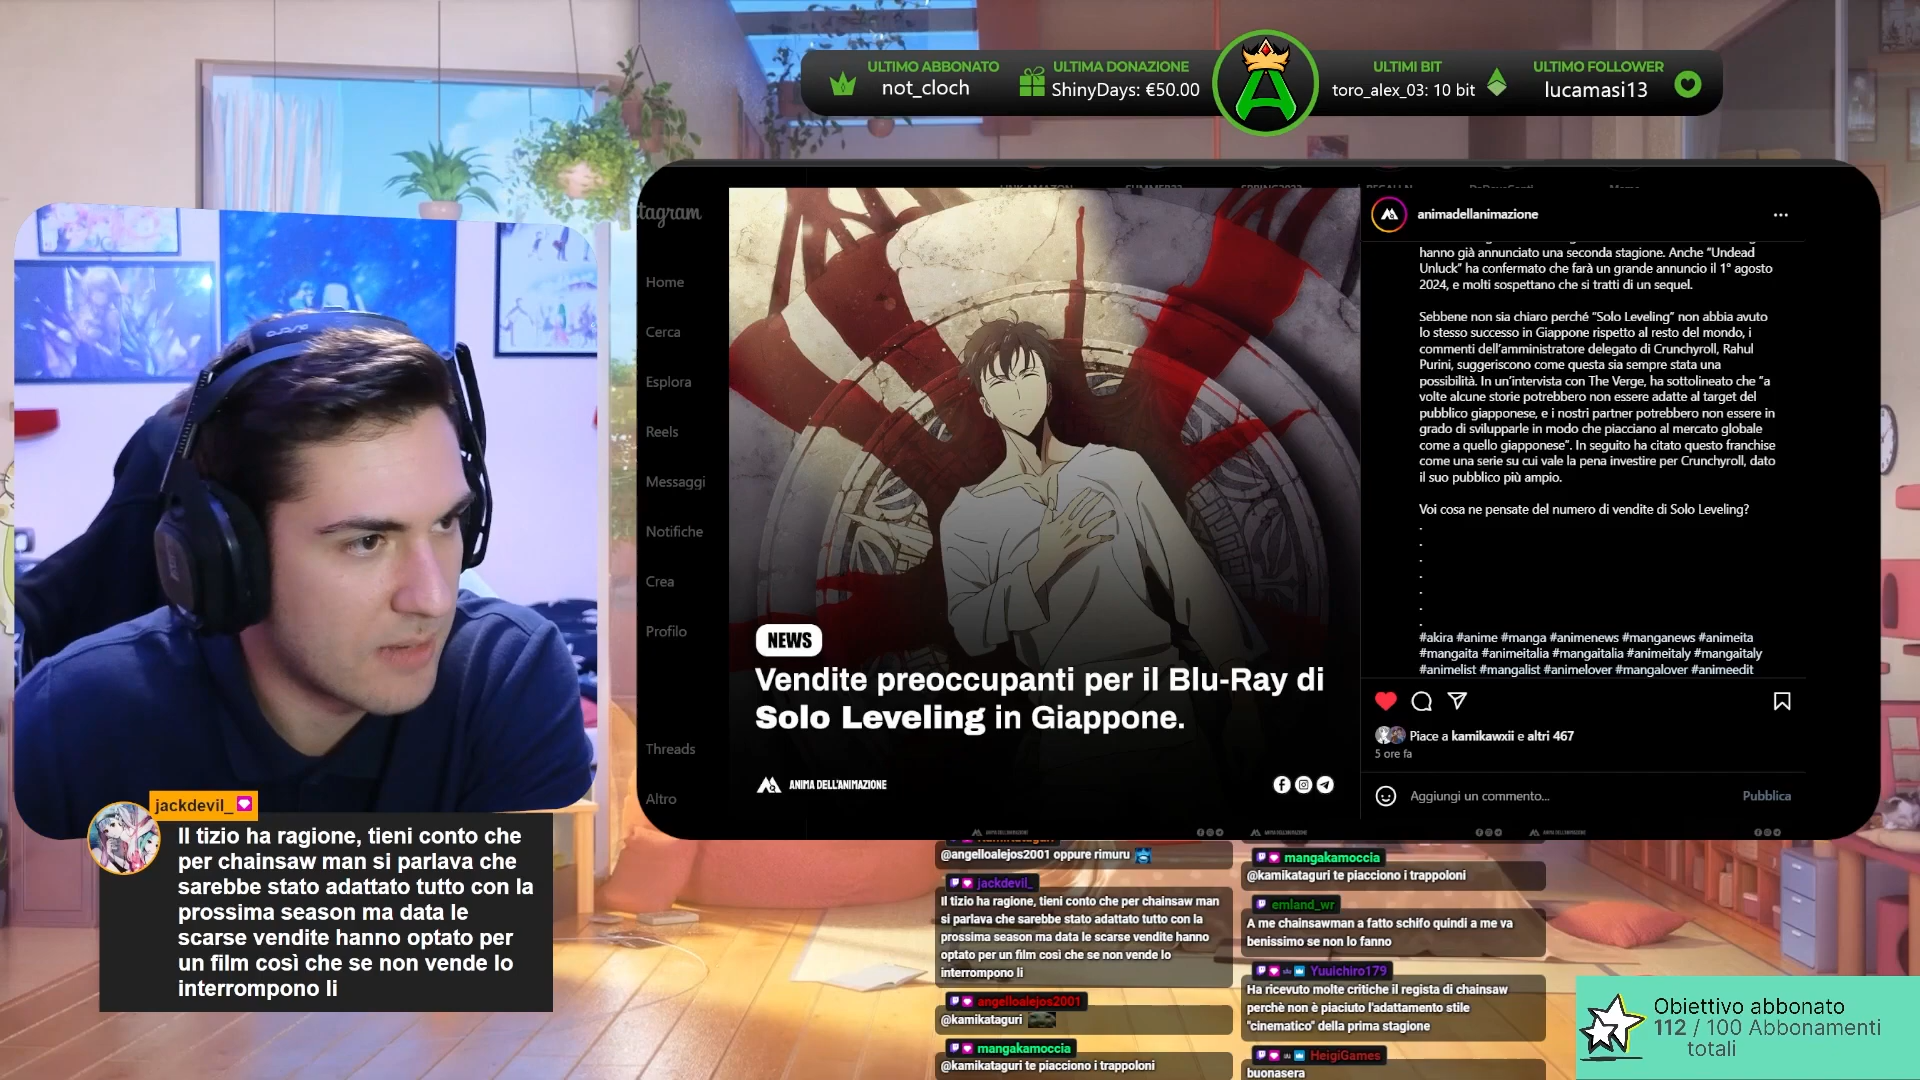 ULTIMO ABBONATO
not_cloch
ULTIMA DONAZIONE
ShinyDays: €50.00
ULTIMI BIT
toro_alex_03: 10 bit
ULTIMO FOLLOWER
lucamasi13
tagram
Home
Cerca
Esplora
Reels
Messaggi
Notifiche
Crea
Profilo
Threads
Altro
NEWS
Vendite preoccupanti per il Blu-Ray di
Solo Leveling in Giappone.
ANIMA DELL'ANIMAZIONE
animadellanimazione
hanno già annunciato una seconda stagione. Anche “Undead
Unluck” ha confermato che farà un grande annuncio il 1° agosto
2024, e molti sospettano che si tratti di un sequel.
Sebbene non sia chiaro perché “Solo Leveling” non abbia avuto
lo stesso successo in Giappone rispetto al resto del mondo, i
commenti dell’amministratore delegato di Crunchyroll, Rahul
Purini, suggeriscono come questa sia sempre stata una
possibilità. In un’intervista con The Verge, ha sottolineato che “a
volte alcune storie potrebbero non essere adatte al target del
pubblico giapponese, e i nostri partner potrebbero non essere in
grado di svilupparle in modo che piacciano al mercato globale
come a quello giapponese”. In seguito ha citato questo franchise
come una serie su cui vale la pena investire per Crunchyroll, dato
il suo pubblico più ampio.
Voi cosa ne pensate del numero di vendite di Solo Leveling?
.
.
.
.
.
.
.
#akira #anime #manga #animenews #manganews #animeita
#mangaita #animeitalia #mangaitalia #animeitaly #mangaitaly
#animelist #mangalist #animelover #mangalover #animeedit
Piace a kamikawxii e altri 467
5 ore fa
Aggiungi un commento...
Pubblica
jackdevil_
Il tizio ha ragione, tieni conto che
per chainsaw man si parlava che
sarebbe stato adattato tutto con la
prossima season ma data le
scarse vendite hanno optato per
un film così che se non vende lo
interrompono li
@angelloalejos2001 oppure rimuru
jackdevil_
Il tizio ha ragione, tieni conto che per chainsaw man
si parlava che sarebbe stato adattato tutto con la
prossima season ma data le scarse vendite hanno
optato per un film così che se non vende lo
interrompono li
angelloalejos2001
@kamikataguri
mangakamoccia
@kamikataguri te piacciono i trappoloni
mangakamoccia
@kamikataguri te piacciono i trappoloni
emland_wr
A me chainsawman a fatto schifo quindi a me va
benissimo se non lo fanno
Yuuichiro179
Ha ricevuto molte critiche il regista di chainsaw
perchè non è piaciuto l'adattamento stile
"cinematico" della prima stagione
HeigiGames
buonasera
Obiettivo abbonato
112 / 100 Abbonamenti
totali